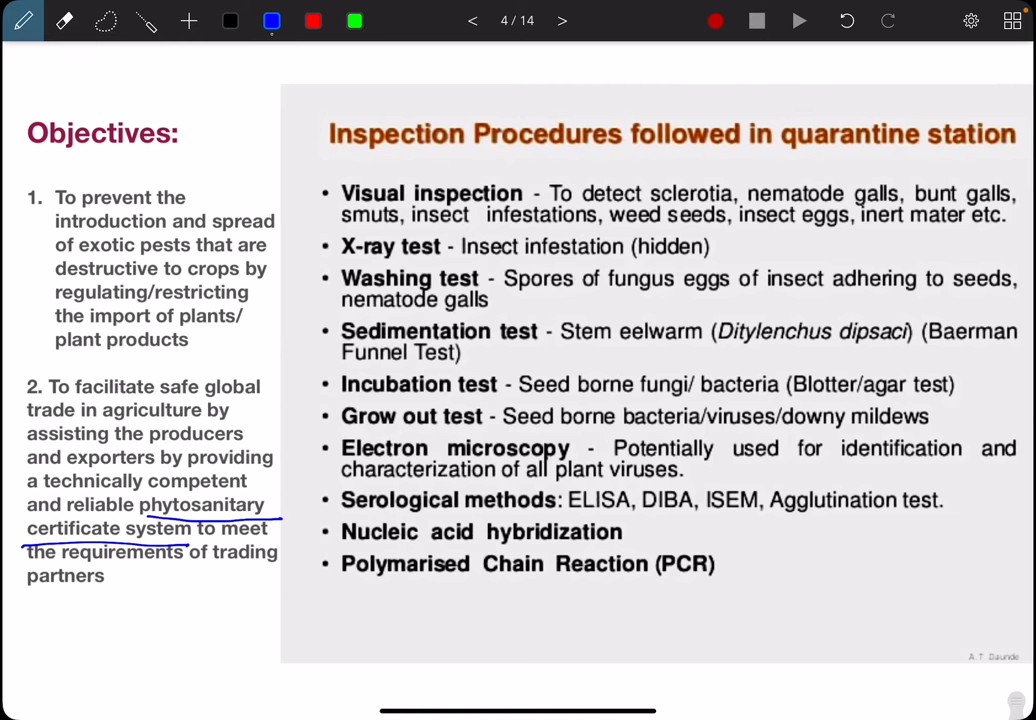 4 / 14
Objectives:
1. To prevent the
introduction and spread
of exotic pests that are
destructive to crops by
regulating/restricting
the import of plants/
plant products
2. To facilitate safe global
trade in agriculture by
assisting the producers
and exporters by providing
a technically competent
and reliable phytosanitary
certificate system to meet
the requirements of trading
partners
Inspection Procedures followed in quarantine station
• Visual inspection - To detect sclerotia, nematode galls, bunt galls,
smuts, insect infestations, weed seeds, insect eggs, inert mater etc.
• X-ray test - Insect infestation (hidden)
• Washing test - Spores of fungus eggs of insect adhering to seeds,
nematode galls
• Sedimentation test - Stem eelwarm (Ditylenchus dipsaci) (Baerman
Funnel Test)
• Incubation test - Seed borne fungi/ bacteria (Blotter/agar test)
• Grow out test - Seed borne bacteria/viruses/downy mildews
• Electron microscopy - Potentially used for identification and
characterization of all plant viruses.
• Serological methods: ELISA, DIBA, ISEM, Agglutination test.
• Nucleic acid hybridization
• Polymarised Chain Reaction (PCR)
A.T Daunde